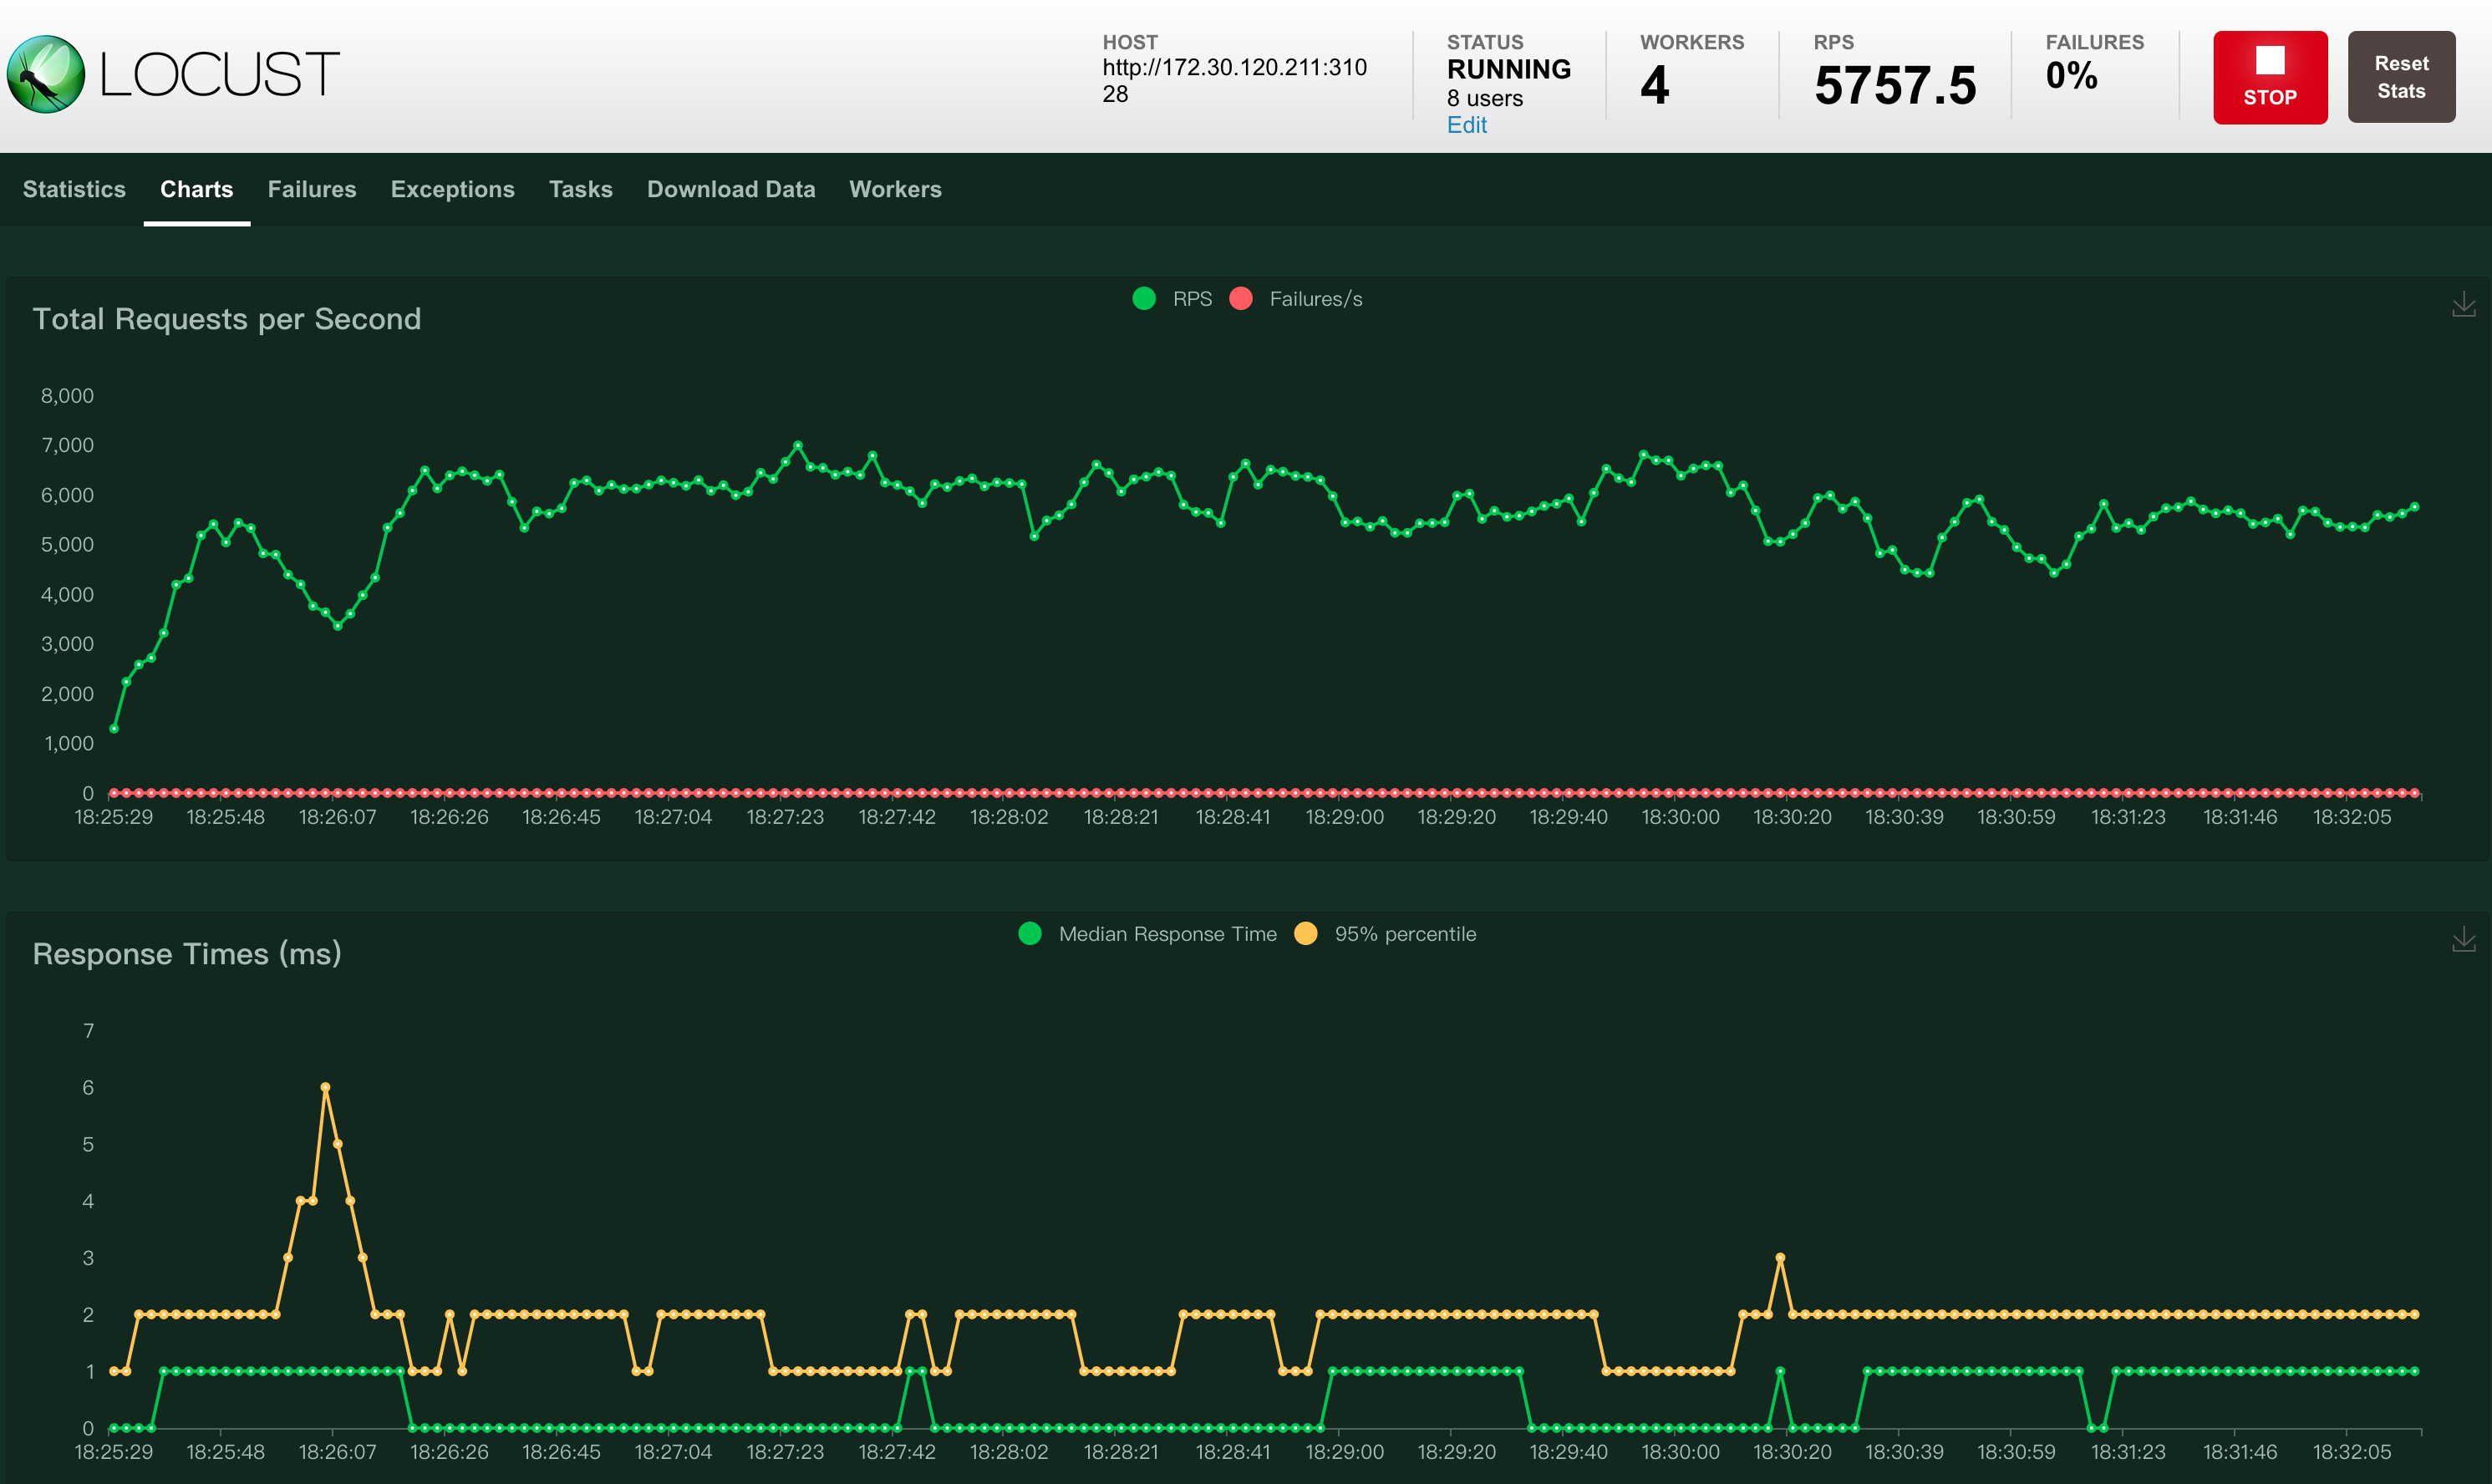 LOCUST
HOST
http://172.30.120.211:310
28
STATUS
RUNNING
8 users
Edit
WORKERS
4
RPS
5757.5
FAILURES
0%
STOP
Reset
Stats
Statistics Charts Failures Exceptions Tasks Download Data Workers
Total Requests per Second
RPS Failures/s
8,000
7,000
6,000
5,000
4,000
3,000
2,000
1,000
0
18:25:29 18:25:48 18:26:07 18:26:26 18:26:45 18:27:04 18:27:23 18:27:42 18:28:02 18:28:21 18:28:41 18:29:00 18:29:20 18:29:40 18:30:00 18:30:20 18:30:39 18:30:59 18:31:23 18:31:46 18:32:05
Response Times (ms)
Median Response Time 95% percentile
7
6
5
4
3
2
1
0
18:25:29 18:25:48 18:26:07 18:26:26 18:26:45 18:27:04 18:27:23 18:27:42 18:28:02 18:28:21 18:28:41 18:29:00 18:29:20 18:29:40 18:30:00 18:30:20 18:30:39 18:30:59 18:31:23 18:31:46 18:32:05